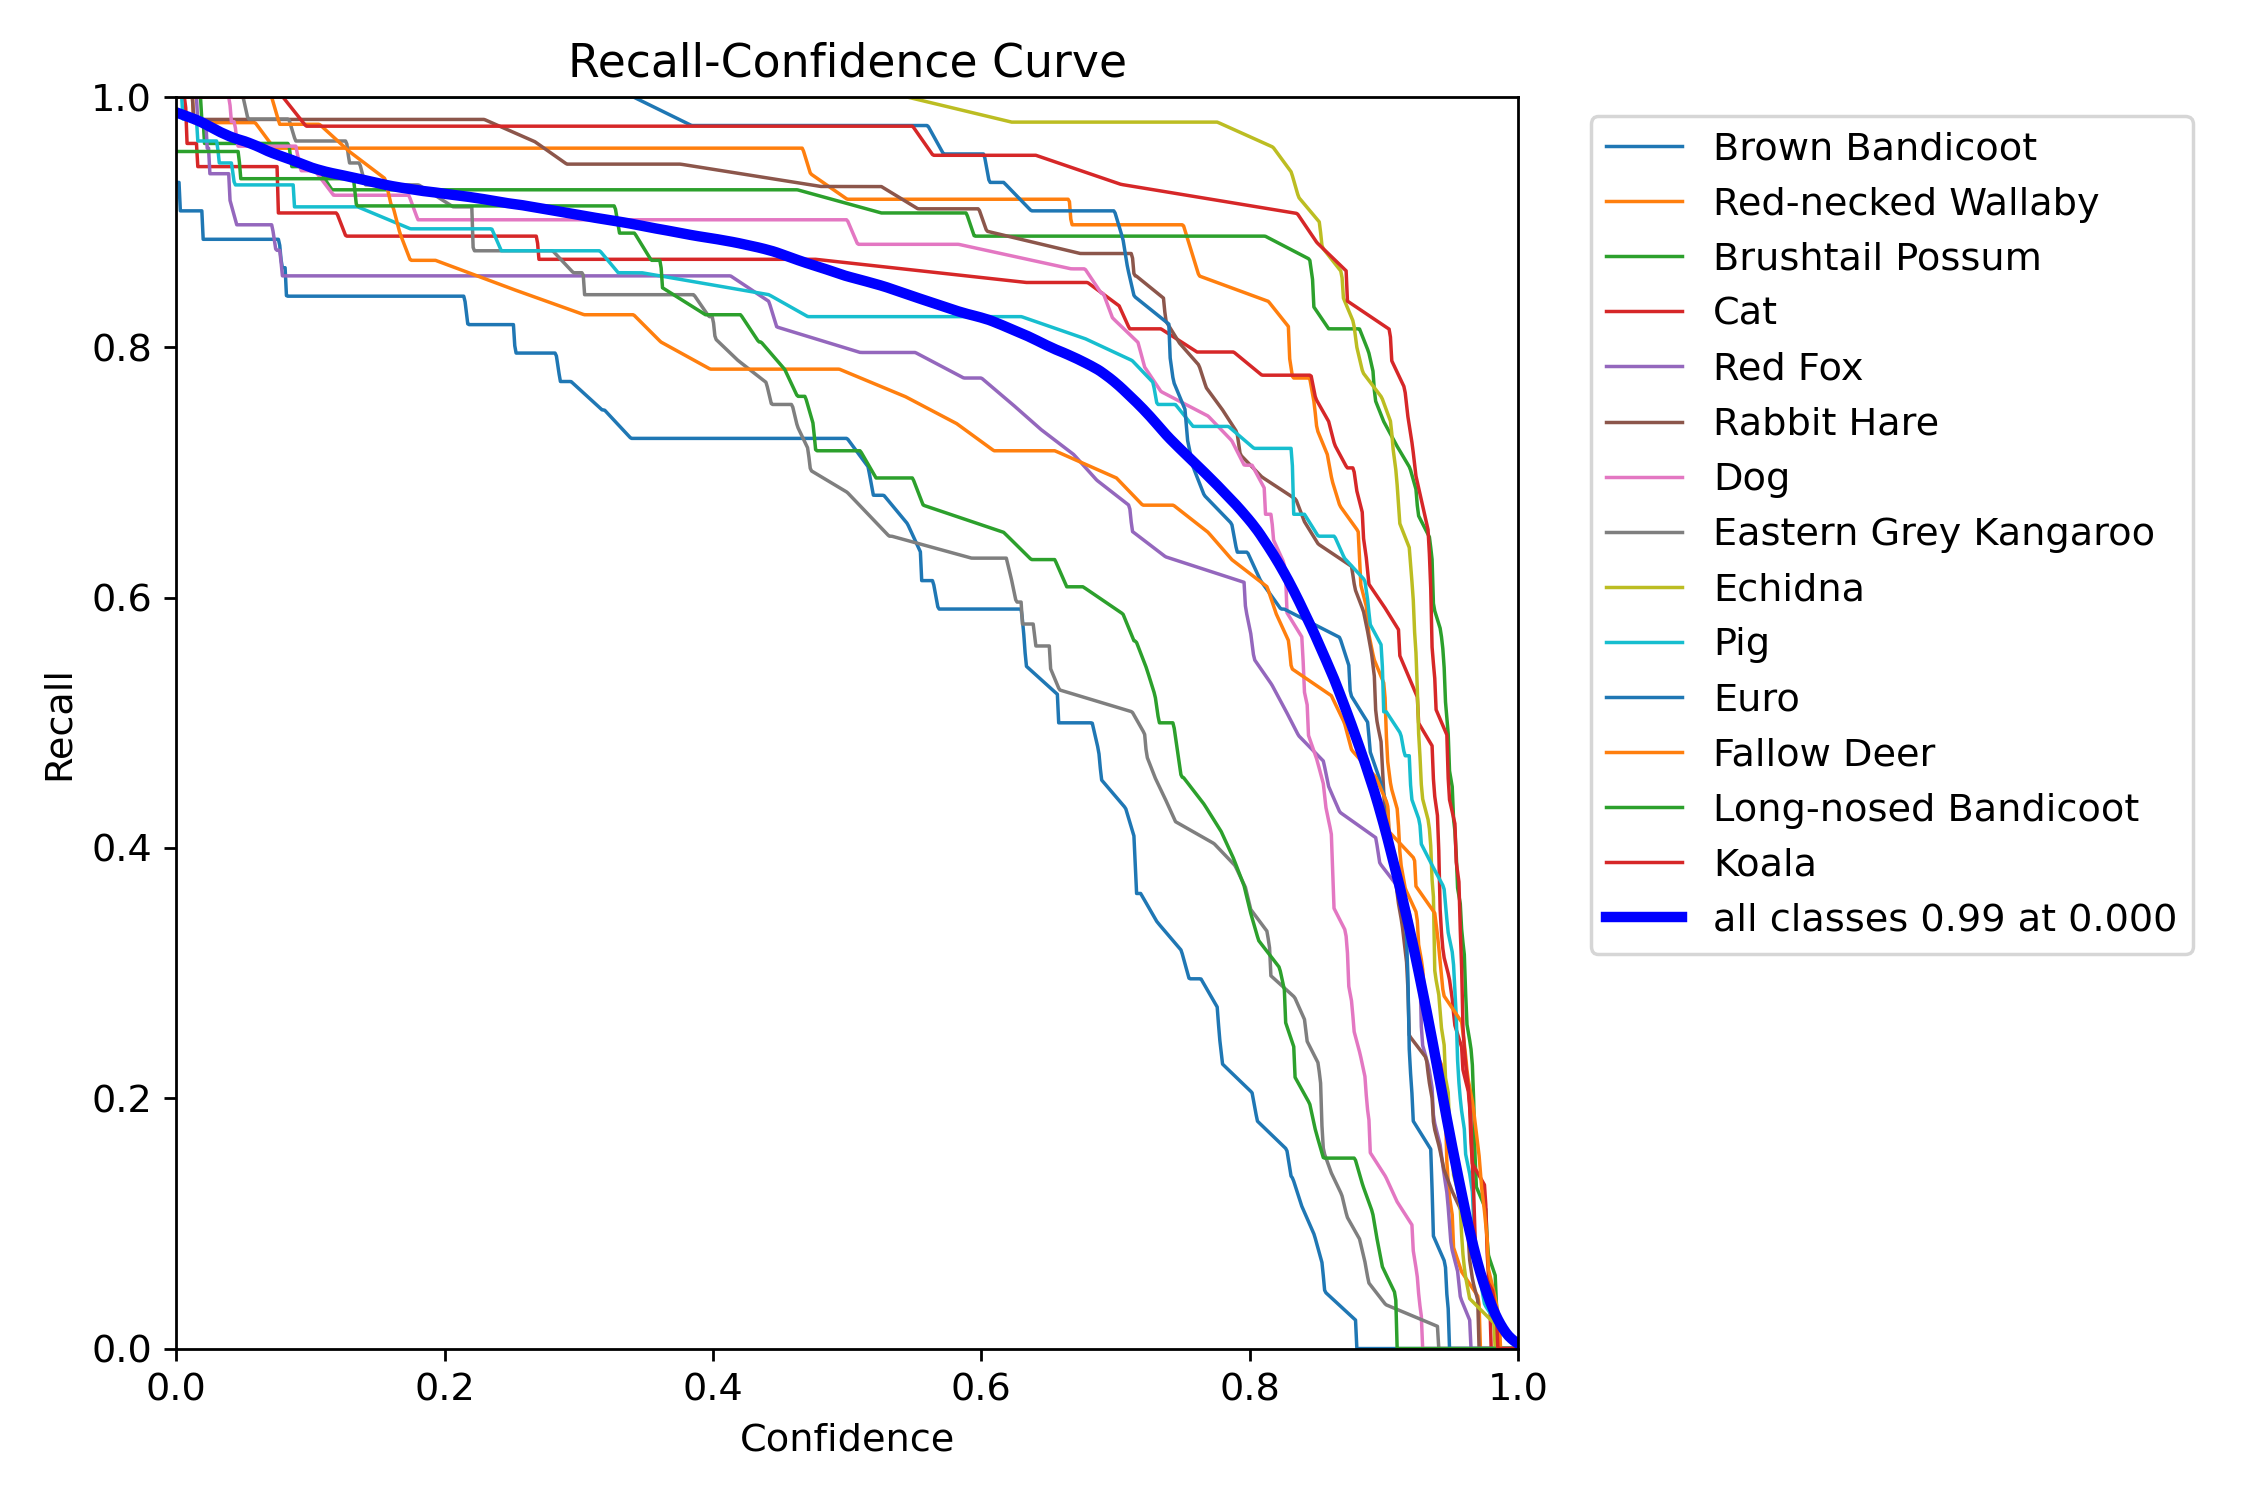 Recall-Confidence Curve
1.0
0.8
0.6
0.4
0.2
0.0
Recall
0.0 0.2 0.4 0.6 0.8 1.0
Confidence
Brown Bandicoot
Red-necked Wallaby
Brushtail Possum
Cat
Red Fox
Rabbit Hare
Dog
Eastern Grey Kangaroo
Echidna
Pig
Euro
Fallow Deer
Long-nosed Bandicoot
Koala
all classes 0.99 at 0.000